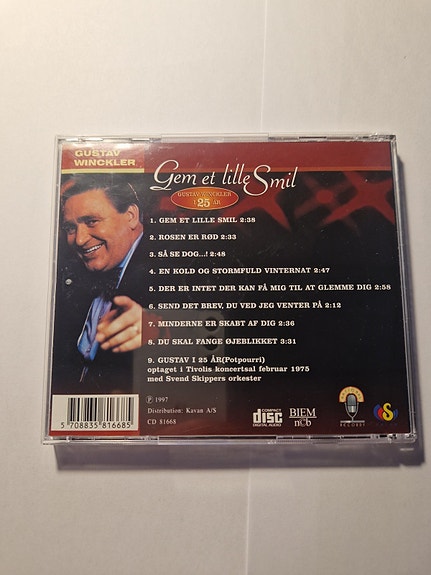 GUSTAV
WINCKLER
Gem et lille Smil
GUSTAV WINCKLER
I 25 ÅR
1. GEM ET LILLE SMIL 2:38
2. ROSEN ER RØD 2:33
3. SÅ SE DOG...! 2:48
4. EN KOLD OG STORMFULD VINTERNAT 2:47
5. DER ER INTET DER KAN FÅ MIG TIL AT GLEMME DIG 2:58
6. SEND DET BREV, DU VED JEG VENTER PÅ 2:12
7. MINDERNE ER SKABT AF DIG 2:36
8. DU SKAL FANGE ØJEBLIKKET 3:31
9. GUSTAV I 25 ÅR(Potpourri)
optaget i Tivolis koncertsal februar 1975
med Svend Skippers orkester
℗ 1997
Distribution: Kavan A/S
CD 81668
5 708835 816685
COMPACT
disc
DIGITAL AUDIO
BIEM
ncb
RECORDS